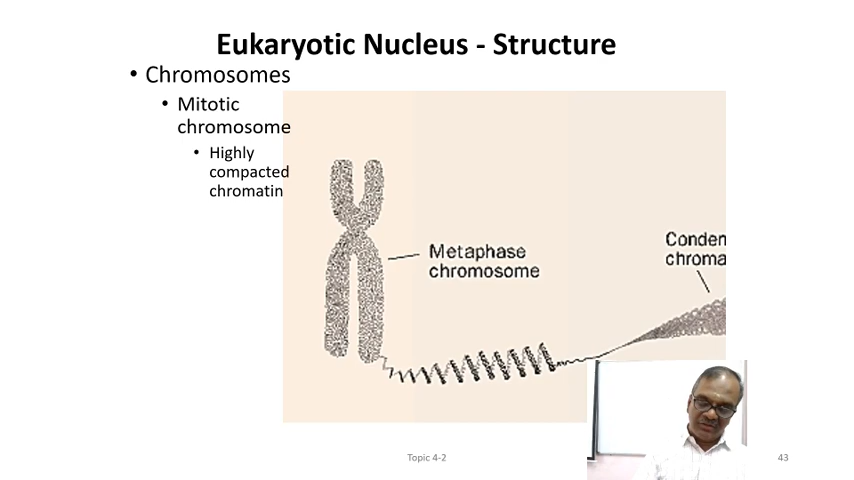 Eukaryotic Nucleus - Structure
• Chromosomes
• Mitotic
chromosome
• Highly
compacted
chromatin
Metaphase
chromosome
Conden
chroma
Topic 4-2
43